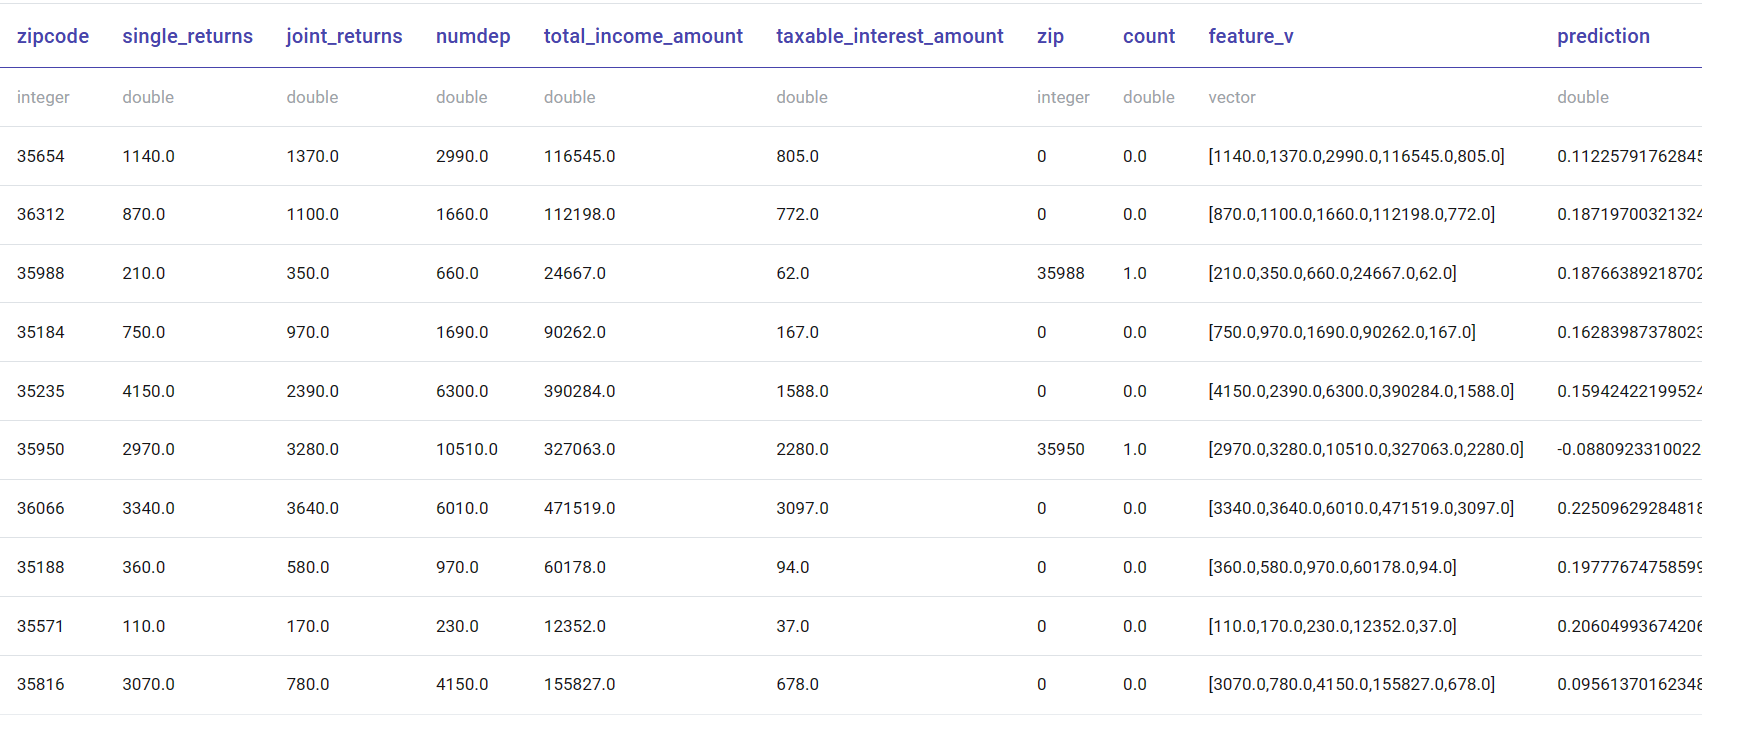 zipcode single_returns joint_returns numdep total_income_amount taxable_interest_amount zip count feature_v prediction
integer double double double double double integer double vector double
35654 1140.0 1370.0 2990.0 116545.0 805.0 0 0.0 [1140.0,1370.0,2990.0,116545.0,805.0] 0.11225791762845
36312 870.0 1100.0 1660.0 112198.0 772.0 0 0.0 [870.0,1100.0,1660.0,112198.0,772.0] 0.18719700321324
35988 210.0 350.0 660.0 24667.0 62.0 35988 1.0 [210.0,350.0,660.0,24667.0,62.0] 0.18766389218702
35184 750.0 970.0 1690.0 90262.0 167.0 0 0.0 [750.0,970.0,1690.0,90262.0,167.0] 0.16283987378023
35235 4150.0 2390.0 6300.0 390284.0 1588.0 0 0.0 [4150.0,2390.0,6300.0,390284.0,1588.0] 0.15942422199524
35950 2970.0 3280.0 10510.0 327063.0 2280.0 35950 1.0 [2970.0,3280.0,10510.0,327063.0,2280.0] -0.0880923310022
36066 3340.0 3640.0 6010.0 471519.0 3097.0 0 0.0 [3340.0,3640.0,6010.0,471519.0,3097.0] 0.22509629284818
35188 360.0 580.0 970.0 60178.0 94.0 0 0.0 [360.0,580.0,970.0,60178.0,94.0] 0.19777674758599
35571 110.0 170.0 230.0 12352.0 37.0 0 0.0 [110.0,170.0,230.0,12352.0,37.0] 0.20604993674206
35816 3070.0 780.0 4150.0 155827.0 678.0 0 0.0 [3070.0,780.0,4150.0,155827.0,678.0] 0.09561370162348